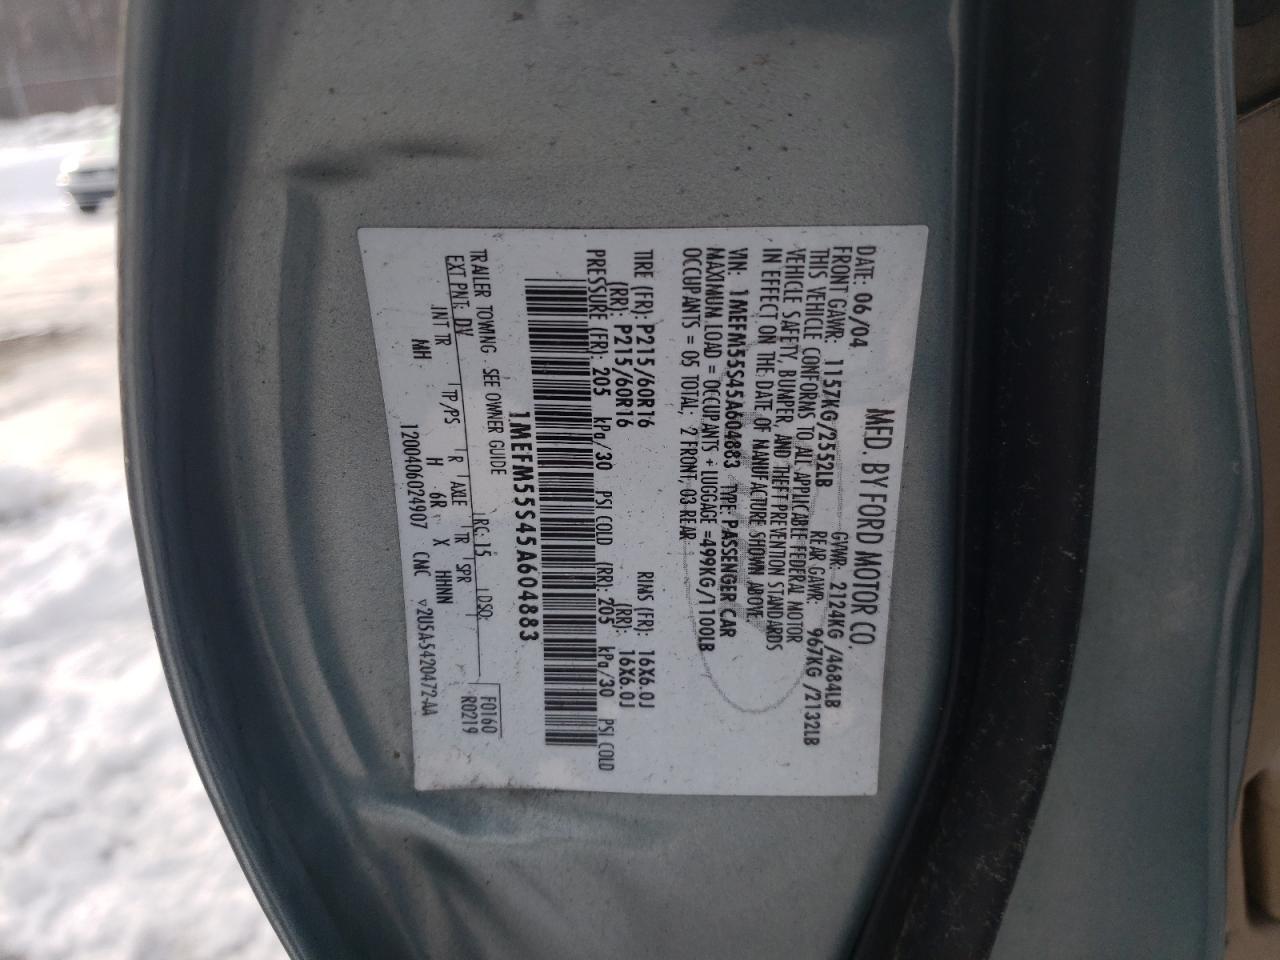 MFD. BY FORD MOTOR CO.
DATE: 06/04 GVWR: 2124KG /4684LB
FRONT GAWR: 1157KG/2552LB REAR GAWR: 967KG /2132LB
THIS VEHICLE CONFORMS TO ALL APPLICABLE FEDERAL MOTOR
VEHICLE SAFETY, BUMPER, AND THEFT PREVENTION STANDARDS
IN EFFECT ON THE DATE OF MANUFACTURE SHOWN ABOVE.
VIN: 1MEFM55S45A604883 TYPE: PASSENGER CAR
MAXIMUM LOAD = OCCUPANTS + LUGGAGE =499KG/1100LB
OCCUPANTS = 05 TOTAL; 2 FRONT, 03 REAR
TIRE (FR): P215/60R16 RIMS (FR): 16X6.0J
(RR): P215/60R16 (RR): 16X6.0J
PRESSURE (FR): 205 kPa/30 PSI COLD (RR): 205 kPa/30 PSI COLD
1MEFM55S45A604883
TRAILER TOWING - SEE OWNER GUIDE
EXT PNT: DV RC: 15 DSO: F0160
INT TR TP/PS R AXLE TR SPR R0219
MH H 6R X HHNN
1200406024907 CNC ▽2U5A-5420472-AA